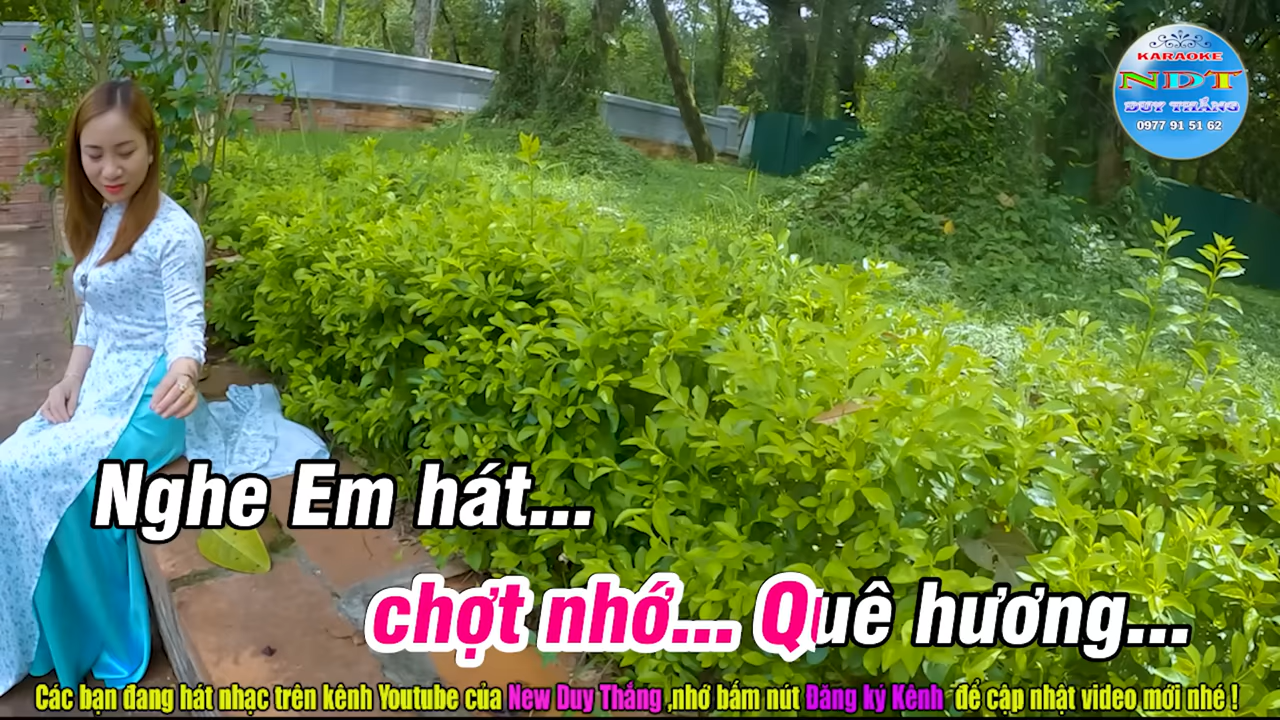 KARAOKE
NDT
DUY THẮNG
0977 91 51 62
Nghe Em hát...
chợt nhớ... Quê hương...
Các bạn đang hát nhạc trên kênh Youtube của New Duy Thắng ,nhớ bấm nút Đăng ký Kênh để cập nhật video mới nhé !